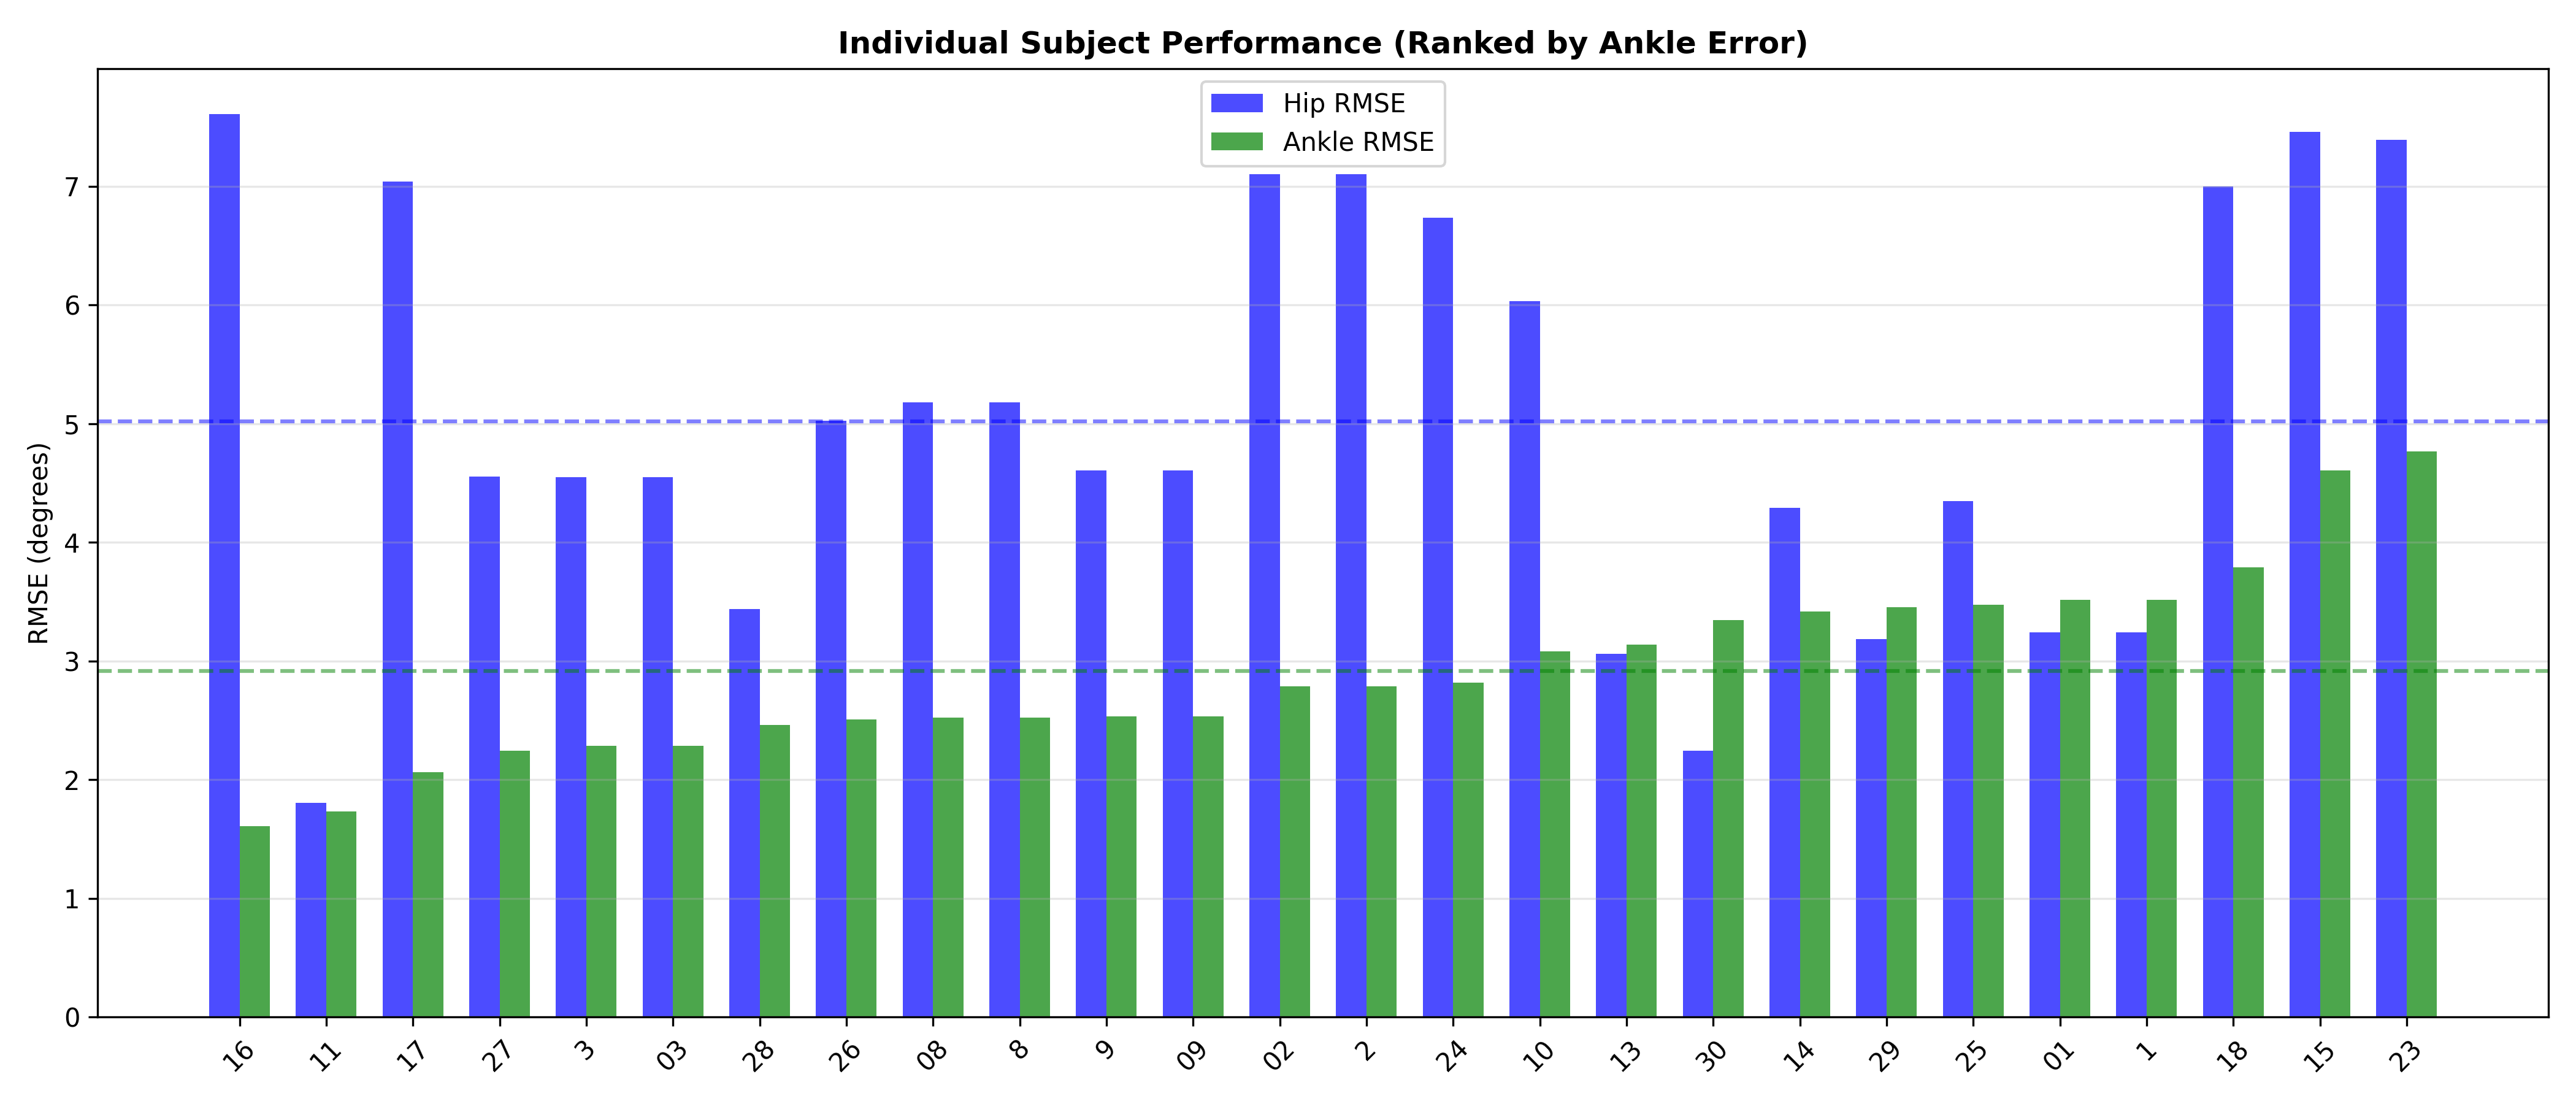 Individual Subject Performance (Ranked by Ankle Error)
Hip RMSE
Ankle RMSE
RMSE (degrees)
7
6
5
4
3
2
1
0
16 11 17 27 3 03 28 26 08 8 9 09 02 2 24 10 13 30 14 29 25 01 1 18 15 23